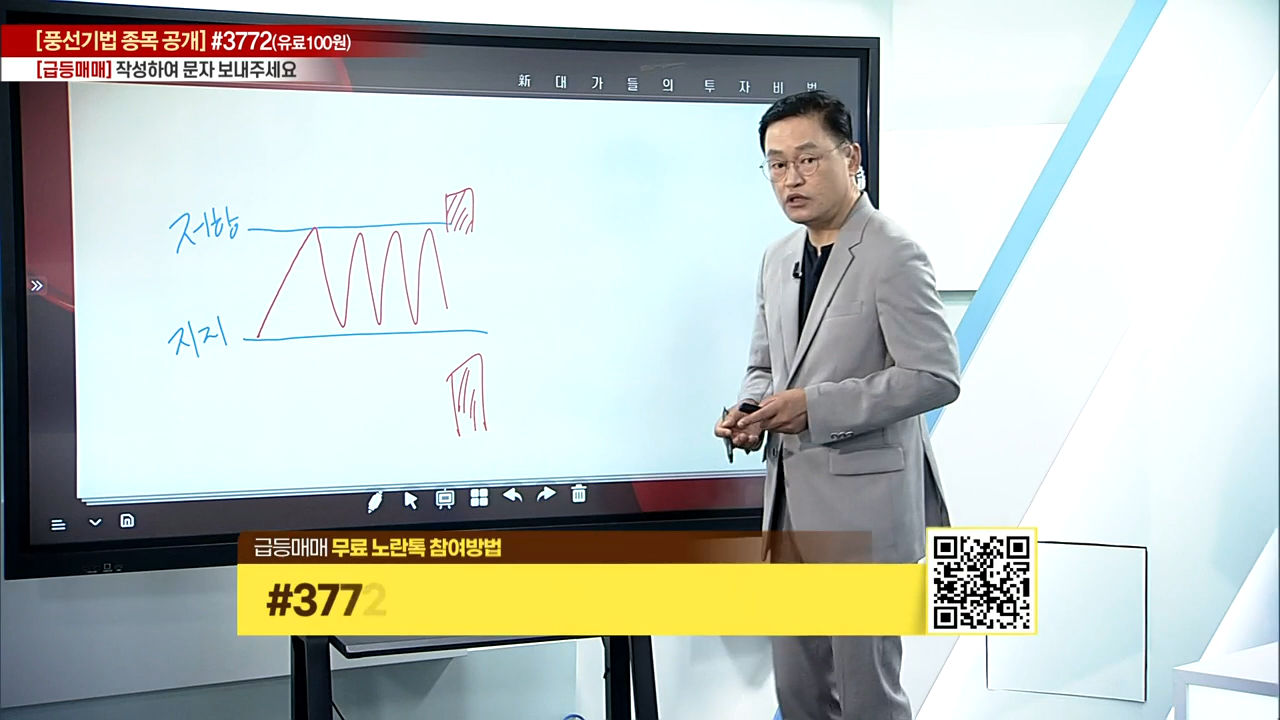 [풍선기법 종목 공개] #3772(유료100원)
[급등매매] 작성하여 문자 보내주세요
新 대 가 들 의 투 자 비 법
저항
지지
급등매매 무료 노란톡 참여방법
#3772